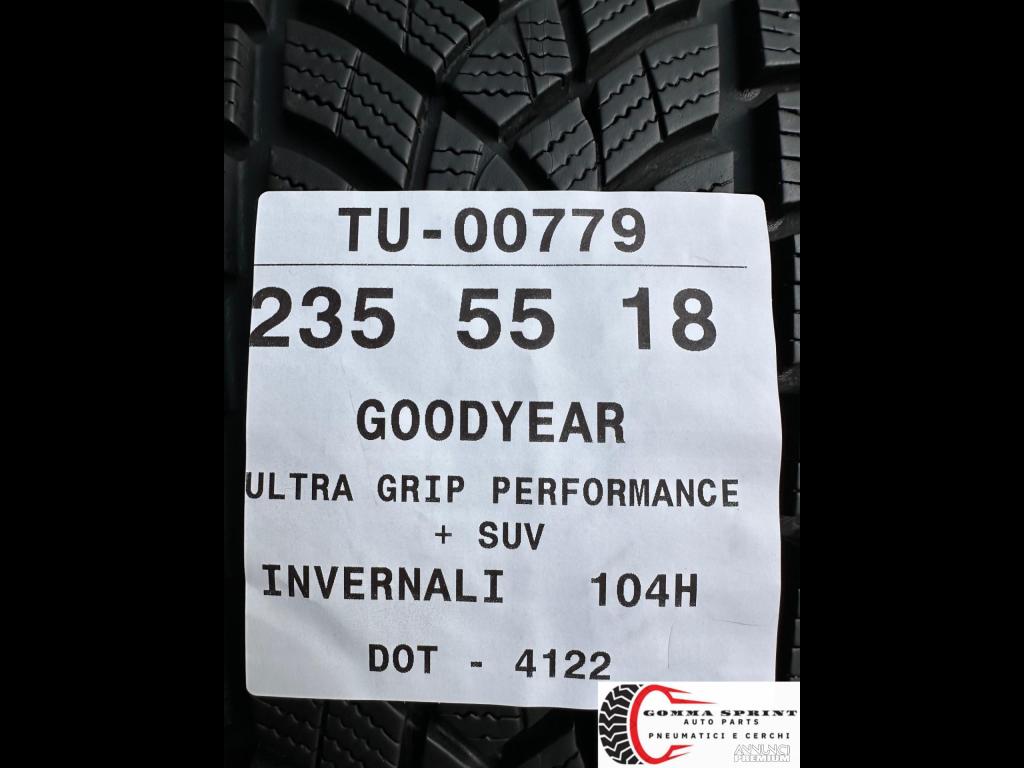 TU-00779
235 55 18
GOODYEAR
ULTRA GRIP PERFORMANCE
+ SUV
INVERNALI 104H
DOT - 4122
GOMMA SPRINT
AUTO PARTS
PNEUMATICI E CERCHI
ANNUNCI
PREMIUM